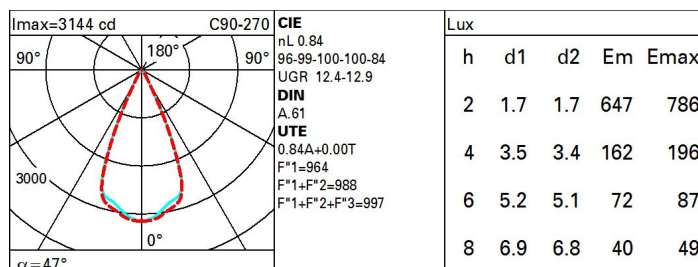 Imax=3144 cd C90-270
90° 180° 90°
3000
0°
α=47°
CIE
nL 0.84
96-99-100-100-84
UGR 12.4-12.9
DIN
A.61
UTE
0.84A+0.00T
F"1=964
F"1+F"2=988
F"1+F"2+F"3=997
Lux
h d1 d2 Em Emax
2 1.7 1.7 647 786
4 3.5 3.4 162 196
6 5.2 5.1 72 87
8 6.9 6.8 40 49